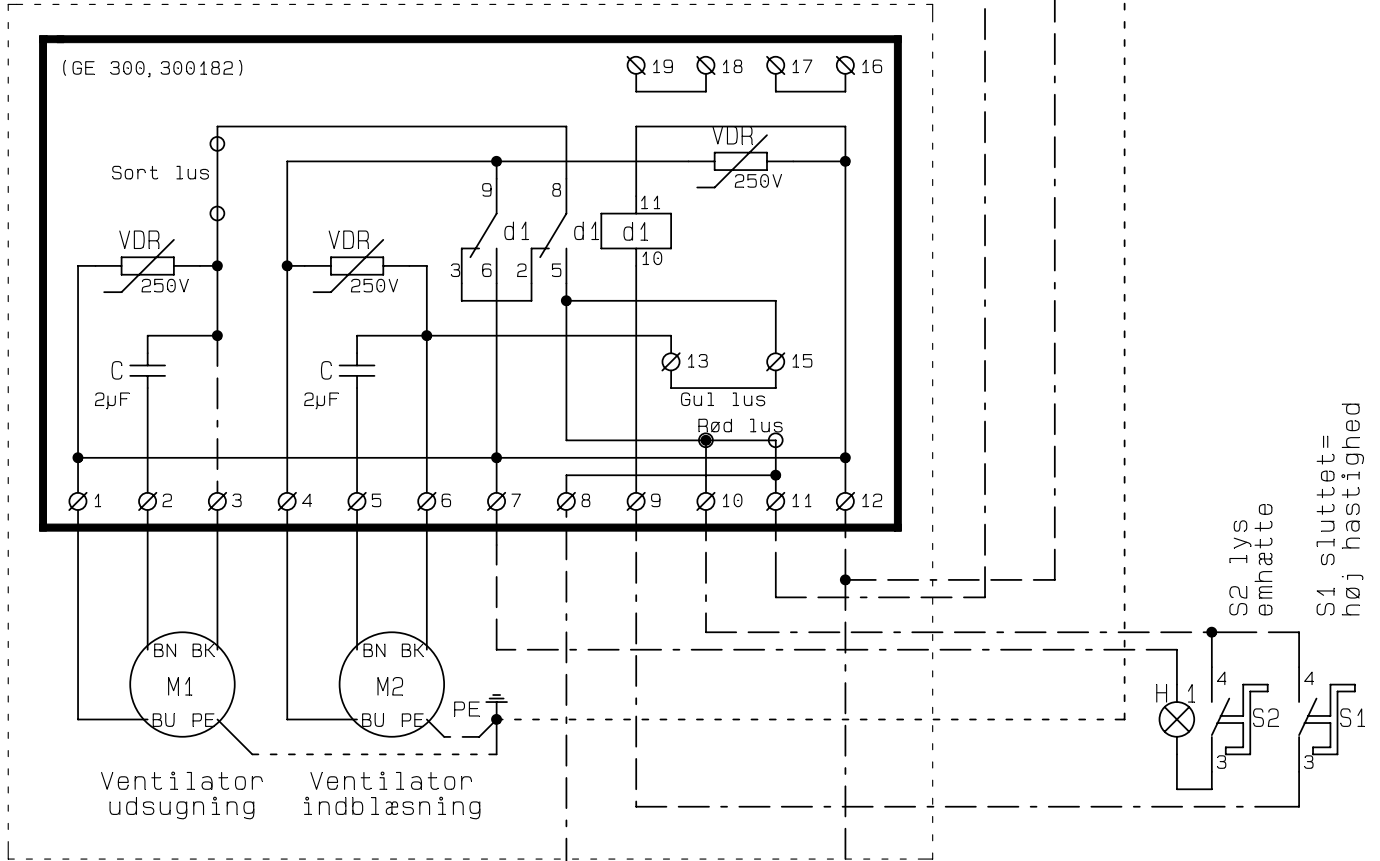 (GE 300,300182)
19 18 17 16
VDR
250V
Sort lus
9 8 11
d1 d1 d1
10
3 6 2 5
VDR VDR
250V 250V
13 15
C C
2µF 2µF
Gul lus
Rød lus
1 2 3 4 5 6 7 8 9 10 11 12
S2 lys
emhætte
S1 sluttet=
høj hastighed
BN BK BN BK
M1 M2
BU PE BU PE
PE
H 1
4 4
S2 S1
3 3
Ventilator
udsugning
Ventilator
indblæsning